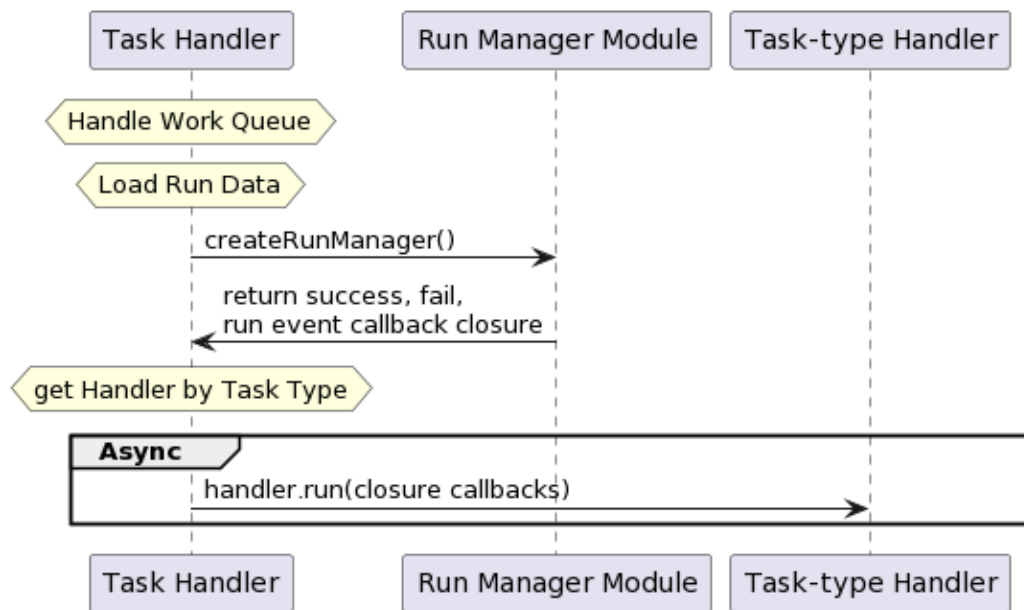 Task Handler
Run Manager Module
Task-type Handler
Handle Work Queue
Load Run Data
createRunManager()
return success, fail,
run event callback closure
get Handler by Task Type
Async
handler.run(closure callbacks)
Task Handler
Run Manager Module
Task-type Handler